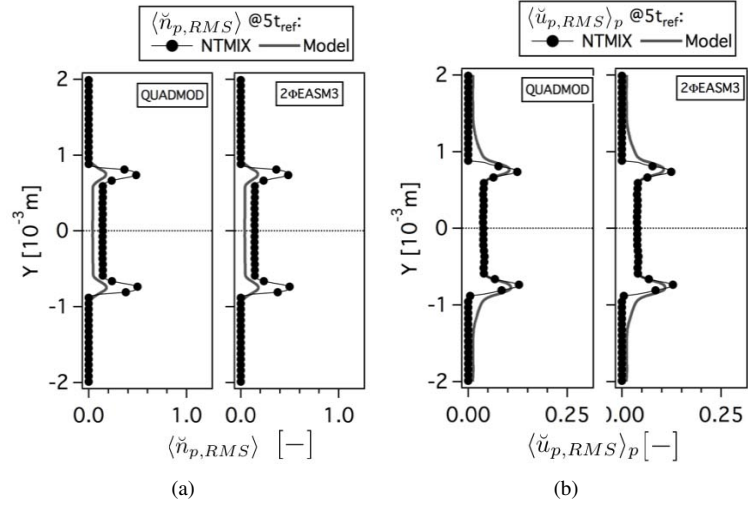 ⟨n̆p,RMS⟩ @5tref:
NTMIX Model
QUADMOD
2ΦEASM3
Y [10-3m]
2
1
0
-1
-2
0.0 1.0 0.0 1.0
⟨n̆p,RMS⟩ [−]
(a)
⟨ŭp,RMS⟩p @5tref:
NTMIX Model
QUADMOD
2ΦEASM3
Y [10-3m]
2
1
0
-1
-2
0.00 0.25 0.00 0.25
⟨ŭp,RMS⟩p [−]
(b)